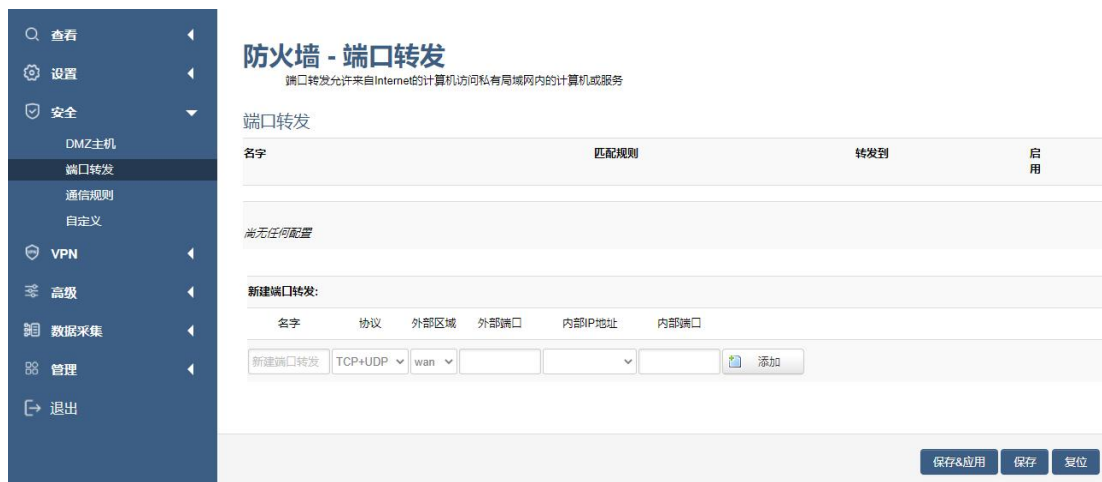 查看
设置
安全
DMZ主机
端口转发
通信规则
自定义
VPN
高级
数据采集
管理
退出
防火墙 - 端口转发
端口转发允许来自Internet的计算机访问私有局域网内的计算机或服务
端口转发
名字 匹配规则 转发到 启用
尚无任何配置
新建端口转发:
名字 协议 外部区域 外部端口 内部IP地址 内部端口
新建端口转发 TCP+UDP wan 添加
保存&应用 保存 复位